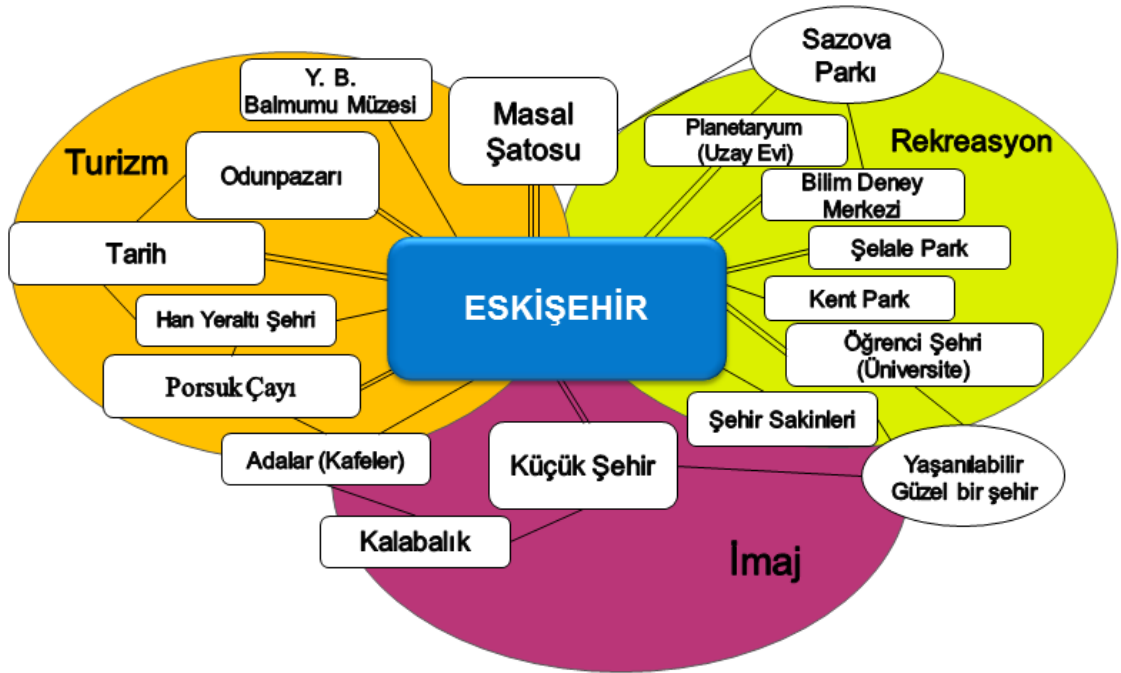 Sazova
Parkı
Y. B.
Balmumu Müzesi
Masal
Şatosu
Planetaryum
(Uzay Evi)
Rekreasyon
Turizm
Odunpazarı
Bilim Deney
Merkezi
Tarih
Şelale Park
ESKİŞEHİR
Kent Park
Han Yeraltı Şehri
Öğrenci Şehri
(Üniversite)
Porsuk Çayı
Şehir Sakinleri
Adalar (Kafeler)
Küçük Şehir
Yaşanılabilir
Güzel bir şehir
Kalabalık
İmaj